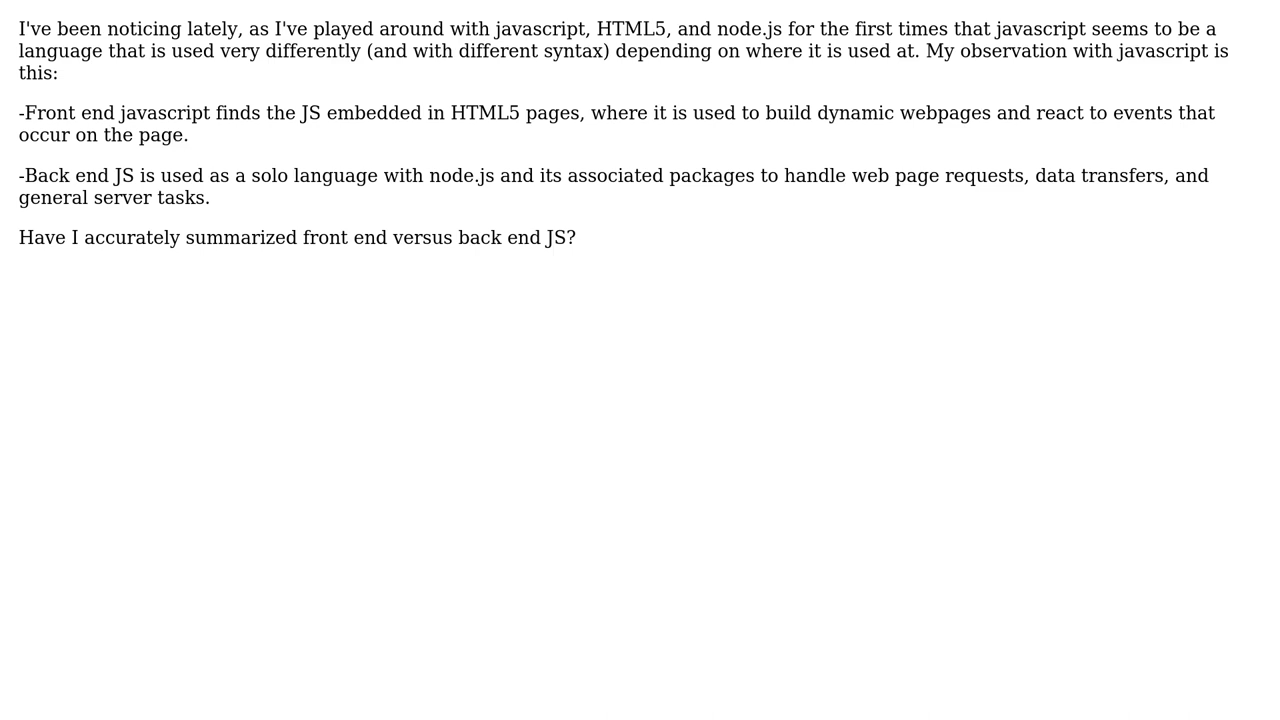 I've been noticing lately, as I've played around with javascript, HTML5, and node.js for the first times that javascript seems to be a
language that is used very differently (and with different syntax) depending on where it is used at. My observation with javascript is
this:
-Front end javascript finds the JS embedded in HTML5 pages, where it is used to build dynamic webpages and react to events that
occur on the page.
-Back end JS is used as a solo language with node.js and its associated packages to handle web page requests, data transfers, and
general server tasks.
Have I accurately summarized front end versus back end JS?